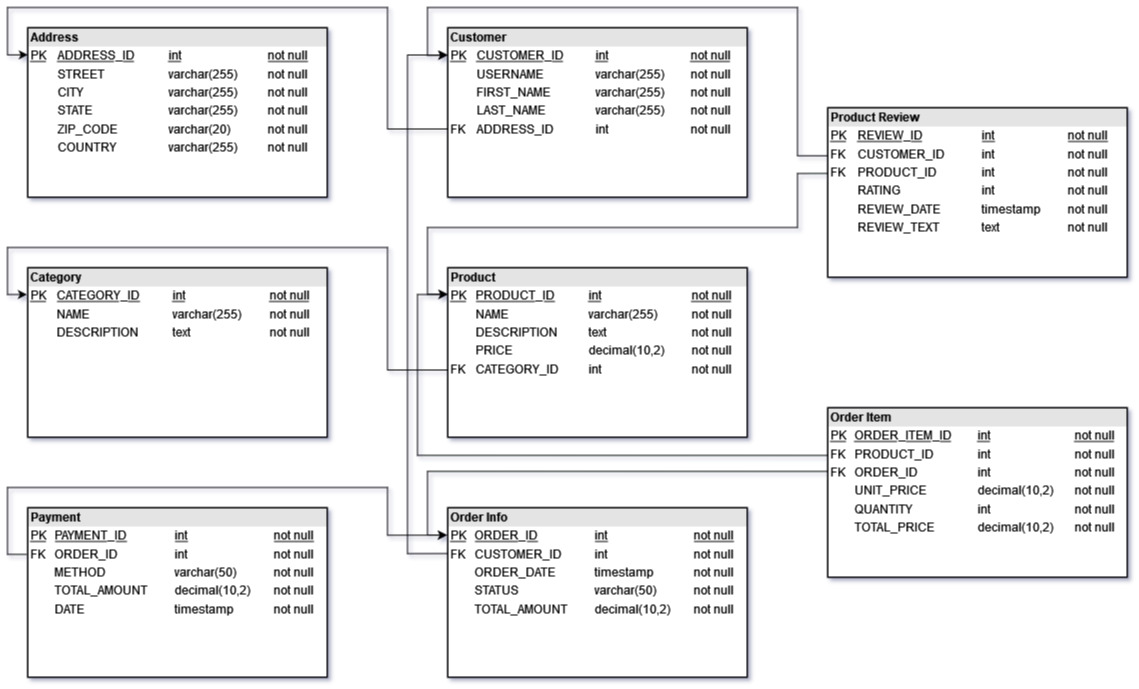 Address
PK ADDRESS_ID int not null
STREET varchar(255) not null
CITY varchar(255) not null
STATE varchar(255) not null
ZIP_CODE varchar(20) not null
COUNTRY varchar(255) not null
Customer
PK CUSTOMER_ID int not null
USERNAME varchar(255) not null
FIRST_NAME varchar(255) not null
LAST_NAME varchar(255) not null
FK ADDRESS_ID int not null
Product Review
PK REVIEW_ID int not null
FK CUSTOMER_ID int not null
FK PRODUCT_ID int not null
RATING int not null
REVIEW_DATE timestamp not null
REVIEW_TEXT text not null
Category
PK CATEGORY_ID int not null
NAME varchar(255) not null
DESCRIPTION text not null
Product
PK PRODUCT_ID int not null
NAME varchar(255) not null
DESCRIPTION text not null
PRICE decimal(10,2) not null
FK CATEGORY_ID int not null
Order Item
PK ORDER_ITEM_ID int not null
FK PRODUCT_ID int not null
FK ORDER_ID int not null
UNIT_PRICE decimal(10,2) not null
QUANTITY int not null
TOTAL_PRICE decimal(10,2) not null
Payment
PK PAYMENT_ID int not null
FK ORDER_ID int not null
METHOD varchar(50) not null
TOTAL_AMOUNT decimal(10,2) not null
DATE timestamp not null
Order Info
PK ORDER_ID int not null
FK CUSTOMER_ID int not null
ORDER_DATE timestamp not null
STATUS varchar(50) not null
TOTAL_AMOUNT decimal(10,2) not null